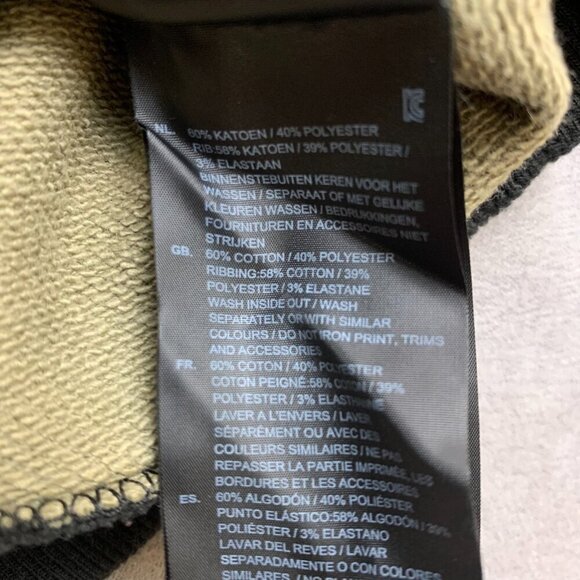 NL. 60% KATOEN / 40% POLYESTER
RIB:58% KATOEN / 39% POLYESTER /
3% ELASTAAN
BINNENSTEBUITEN KEREN VOOR HET
WASSEN / SEPARAAT OF MET GELIJKE
KLEUREN WASSEN / BEDRUKKINGEN,
FOURNITUREN EN ACCESSOIRES NIET
STRIJKEN
GB. 60% COTTON / 40% POLYESTER
RIBBING:58% COTTON / 39%
POLYESTER / 3% ELASTANE
WASH INSIDE OUT / WASH
SEPARATELY OR WITH SIMILAR
COLOURS / DO NOT IRON PRINT, TRIMS
AND ACCESSORIES
FR. 60% COTON / 40% POLYESTER
COTON PEIGNÉ:58% COTON / 39%
POLYESTER / 3% ELASTHANNE
LAVER A L'ENVERS / LAVER
SÉPARÉMENT OU AVEC DES
COULEURS SIMILAIRES / NE PAS
REPASSER LA PARTIE IMPRIMÉE, LES
BORDURES ET LES ACCESSOIRES
ES. 60% ALGODÓN / 40% POLIÉSTER
PUNTO ELÁSTICO:58% ALGODÓN / 39%
POLIÉSTER / 3% ELASTANO
LAVAR DEL REVES / LAVAR
SEPARADAMENTE O CON COLORES
SIMILARES / NO